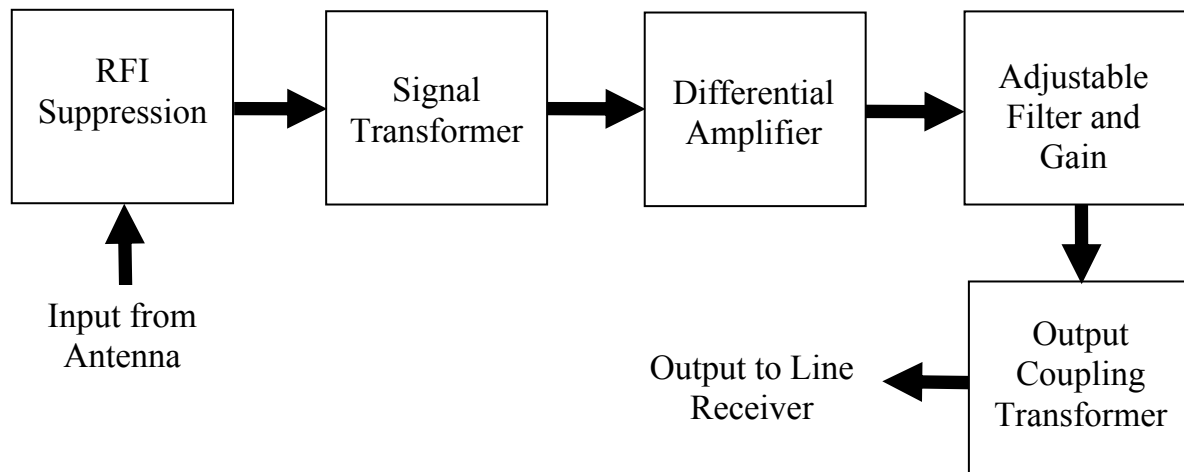 RFI
Suppression
Signal
Transformer
Differential
Amplifier
Adjustable
Filter and
Gain
Input from
Antenna
Output
Coupling
Transformer
Output to Line
Receiver